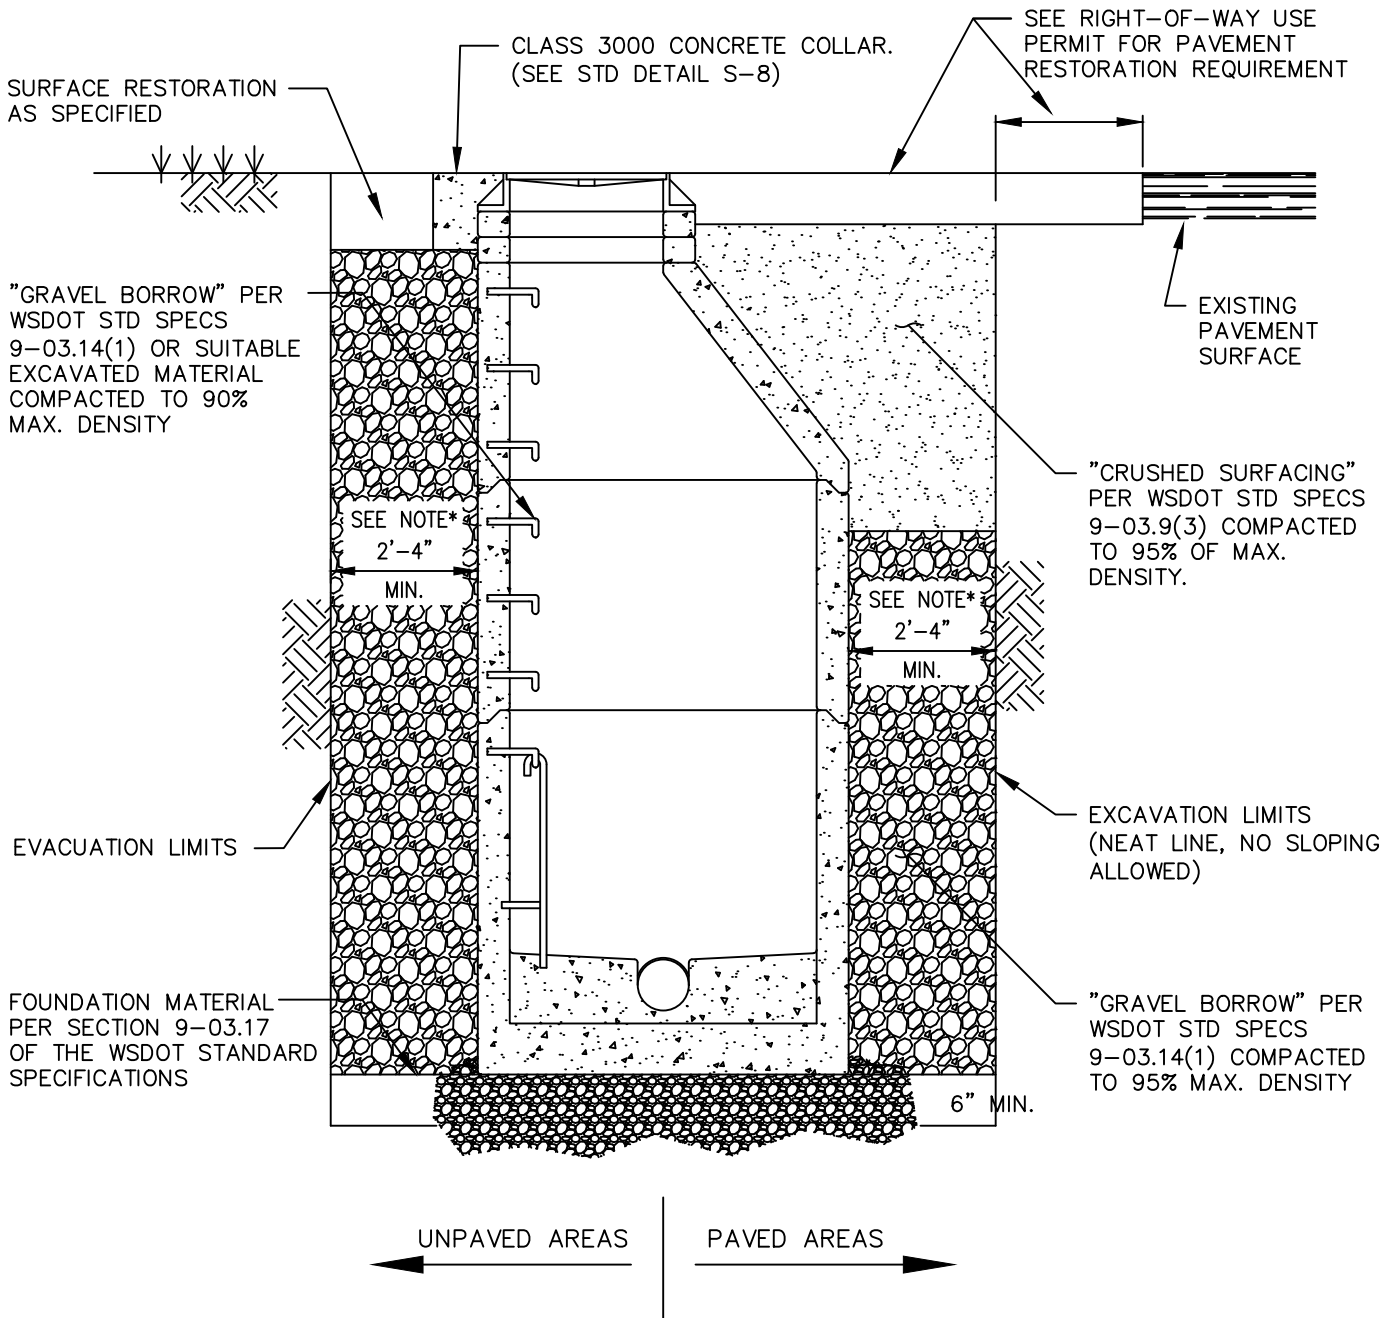 SEE RIGHT-OF-WAY USE
PERMIT FOR PAVEMENT
RESTORATION REQUIREMENT
CLASS 3000 CONCRETE COLLAR.
(SEE STD DETAIL S-8)
SURFACE RESTORATION
AS SPECIFIED
"GRAVEL BORROW" PER
WSDOT STD SPECS
9-03.14(1) OR SUITABLE
EXCAVATED MATERIAL
COMPACTED TO 90%
MAX. DENSITY
EXISTING
PAVEMENT
SURFACE
"CRUSHED SURFACING"
PER WSDOT STD SPECS
9-03.9(3) COMPACTED
TO 95% OF MAX.
DENSITY.
SEE NOTE*
2'-4"
MIN.
SEE NOTE*
2'-4"
MIN.
EVACUATION LIMITS
EXCAVATION LIMITS
(NEAT LINE, NO SLOPING
ALLOWED)
FOUNDATION MATERIAL
PER SECTION 9-03.17
OF THE WSDOT STANDARD
SPECIFICATIONS
"GRAVEL BORROW" PER
WSDOT STD SPECS
9-03.14(1) COMPACTED
TO 95% MAX. DENSITY
6" MIN.
UNPAVED AREAS
PAVED AREAS